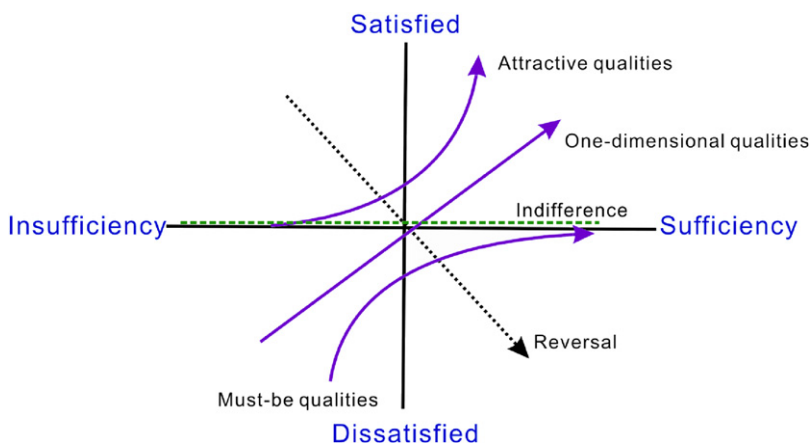 Satisfied
Attractive qualities
One-dimensional qualities
Indifference
Insufficiency
Sufficiency
Reversal
Must-be qualities
Dissatisfied